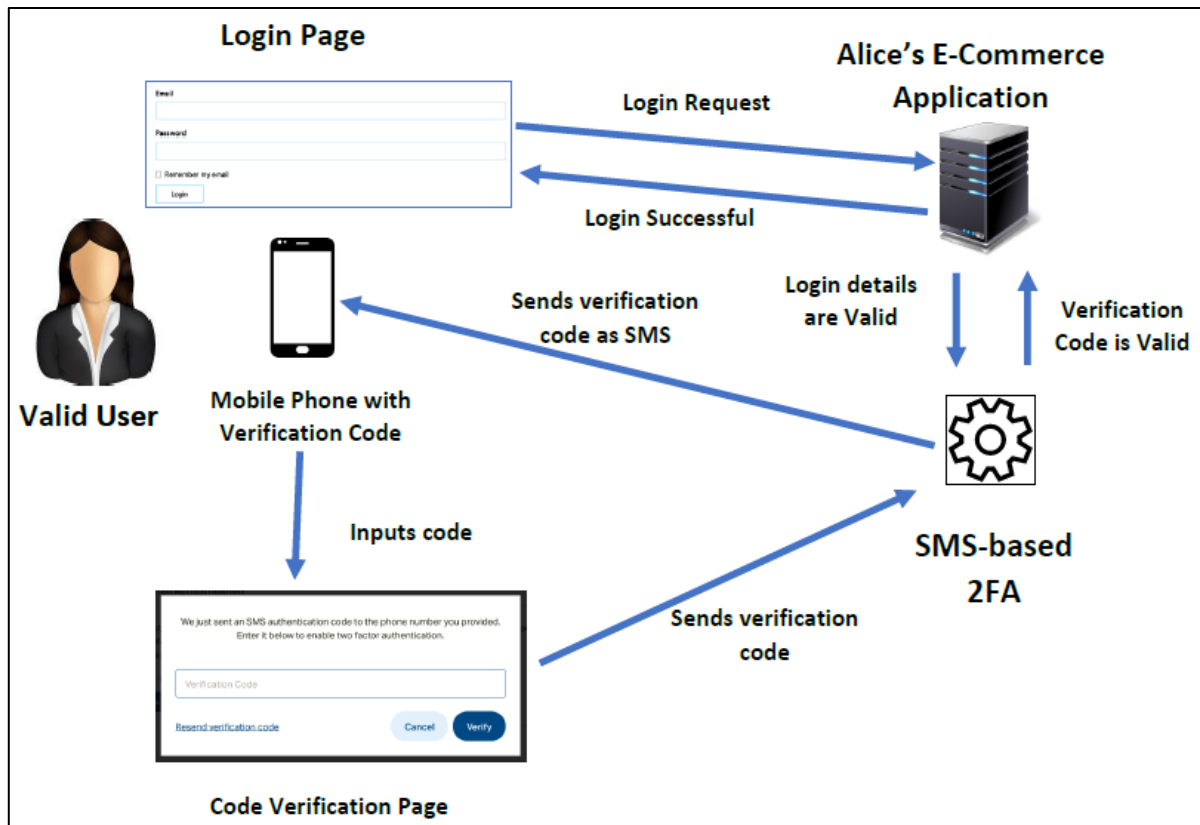 Login Page
Alice's E-Commerce
Application
Email
Password
Remember my email
Login
Login Request
Login Successful
Login details
are Valid
Verification
Code is Valid
Sends verification
code as SMS
Valid User
Mobile Phone with
Verification Code
Inputs code
SMS-based
2FA
We just sent an SMS authentication code to the phone number you provided.
Enter it below to enable two factor authentication.
Verification Code
Resend verification code
Cancel
Verify
Sends verification
code
Code Verification Page